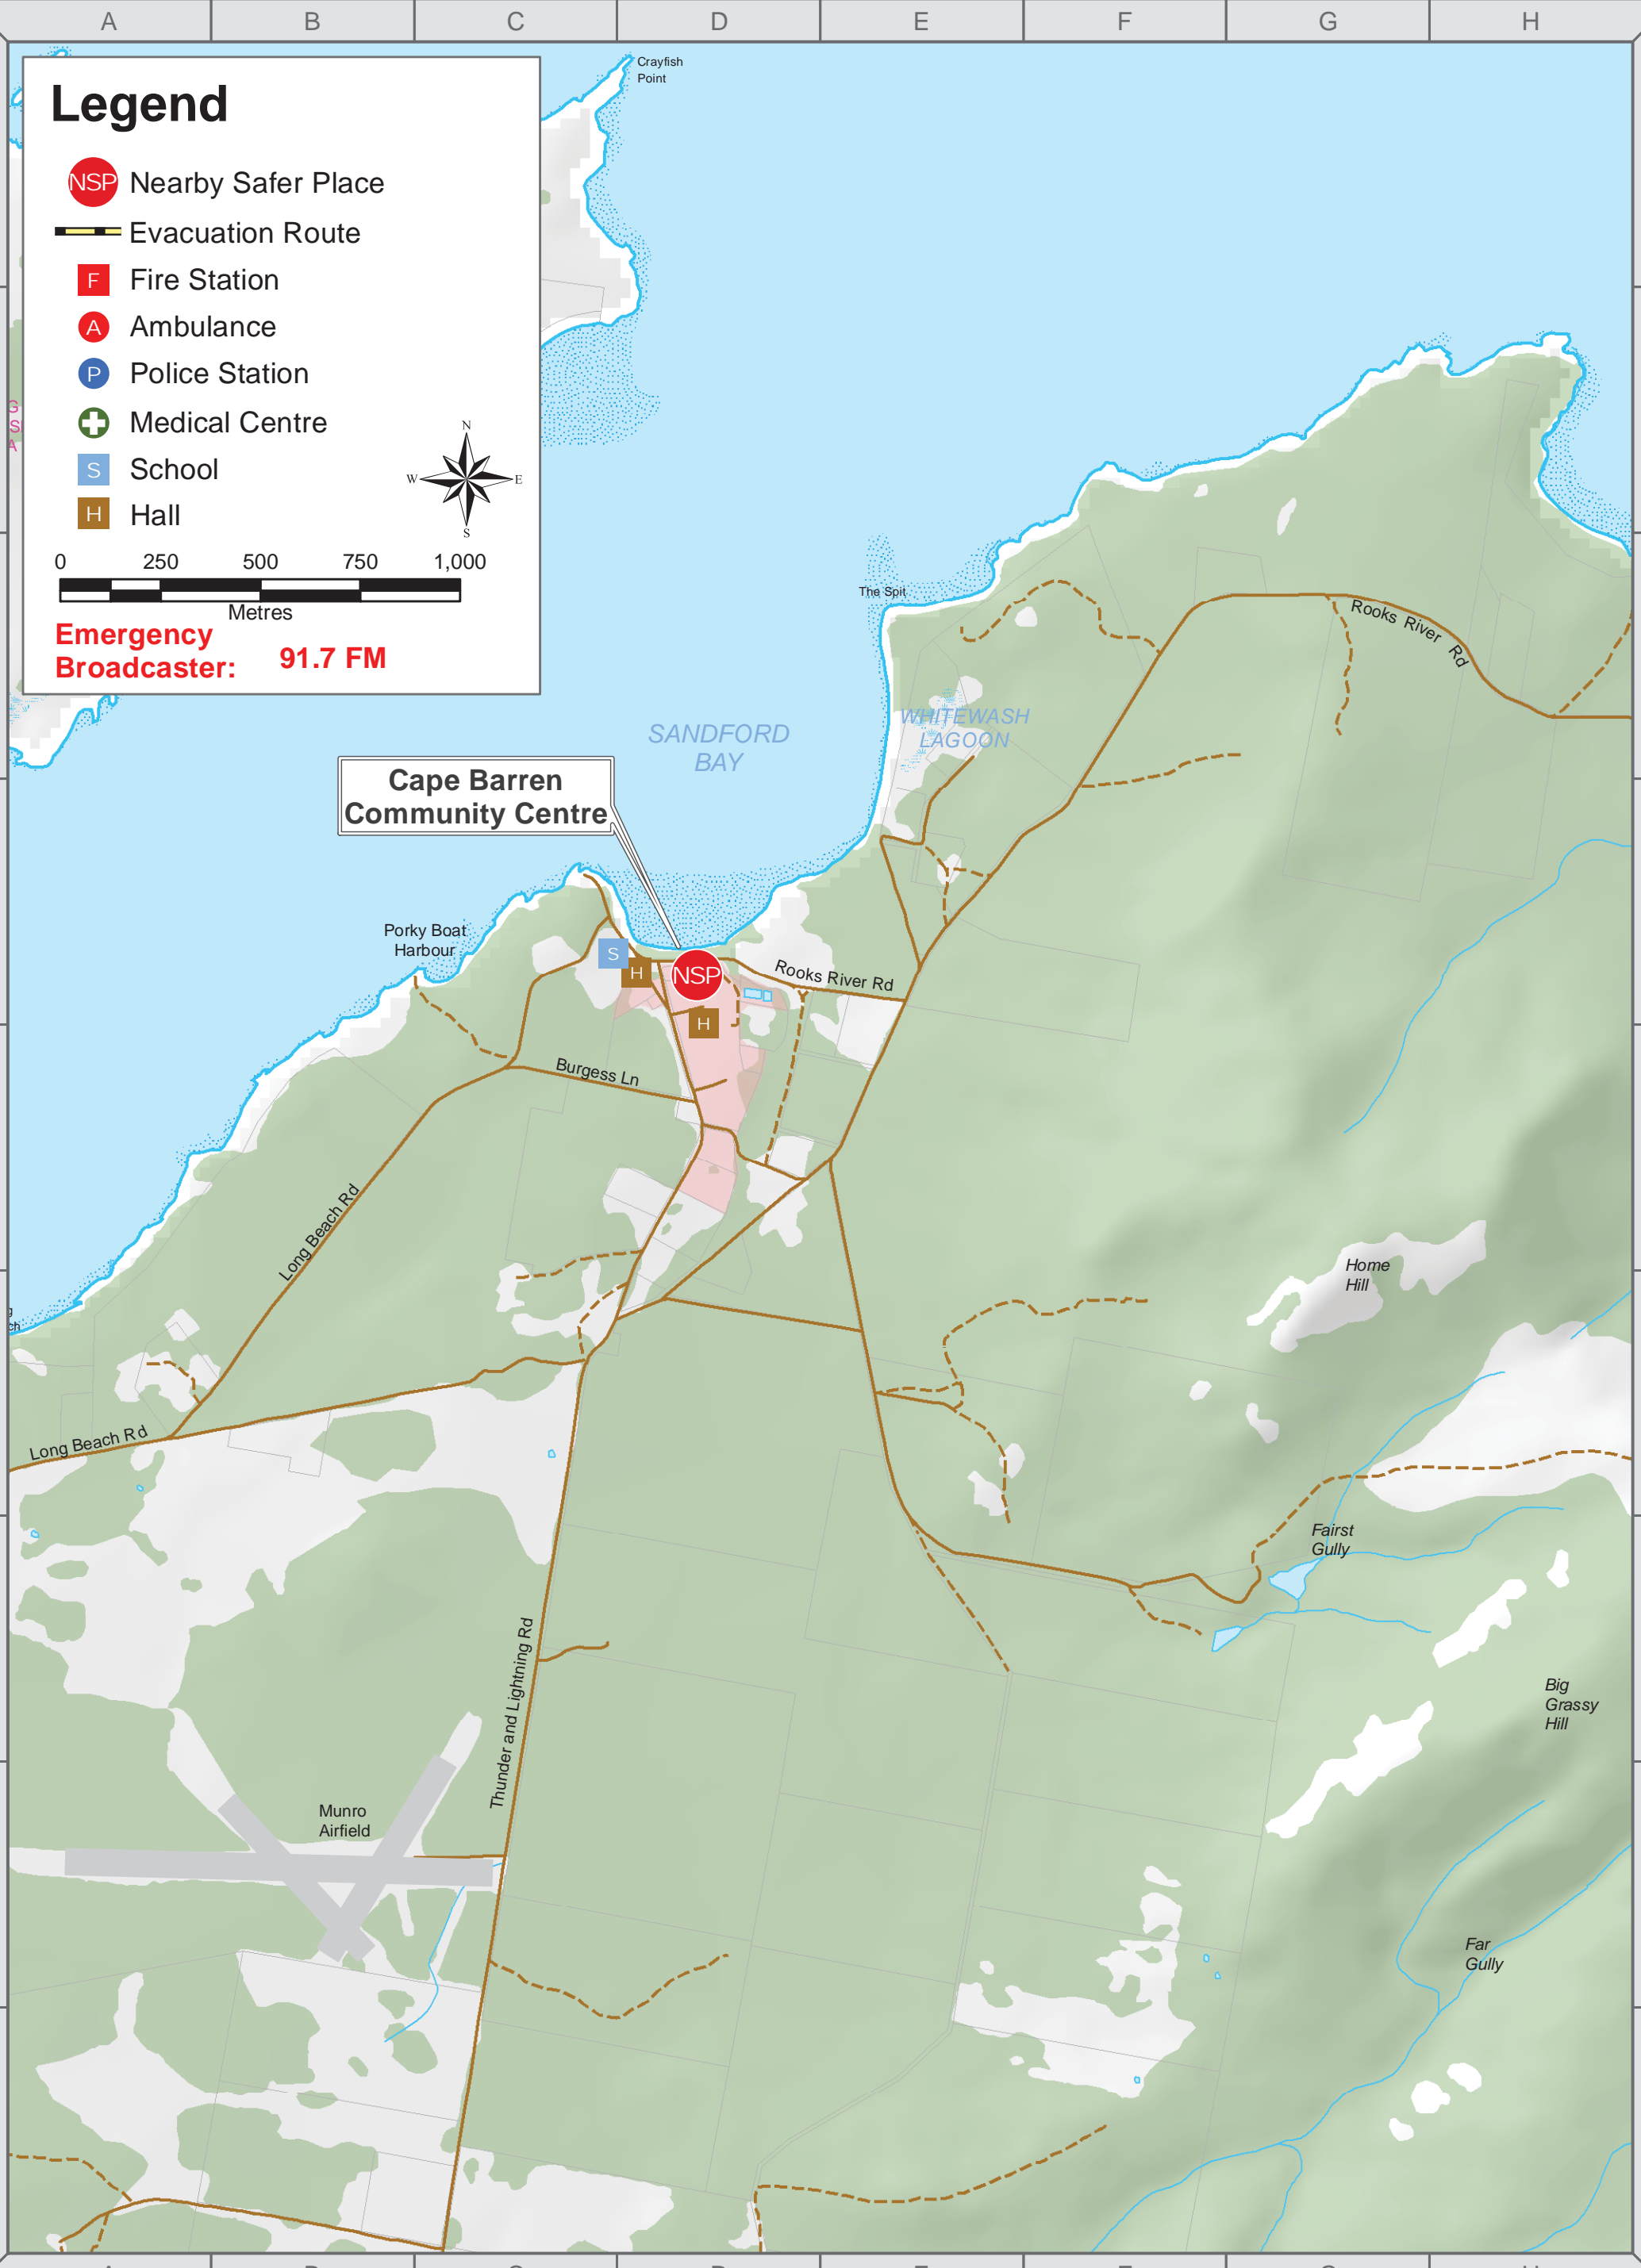 A B C D E F G H
Legend
NSP Nearby Safer Place
Evacuation Route
F Fire Station
A Ambulance
P Police Station
Medical Centre
S School
H Hall
N
W E
S
0 250 500 750 1,000
Metres
Emergency
Broadcaster: 91.7 FM
Crayfish
Point
G
S
A
The Spit
Rooks River Rd
WHITEWASH
LAGOON
SANDFORD
BAY
Cape Barren
Community Centre
Porky Boat
Harbour
S
H
NSP
H
Rooks River Rd
Burgess Ln
Long Beach Rd
Home
Hill
ch
Long Beach Rd
Fairst
Gully
Thunder and Lightning Rd
Big
Grassy
Hill
Munro
Airfield
Far
Gully